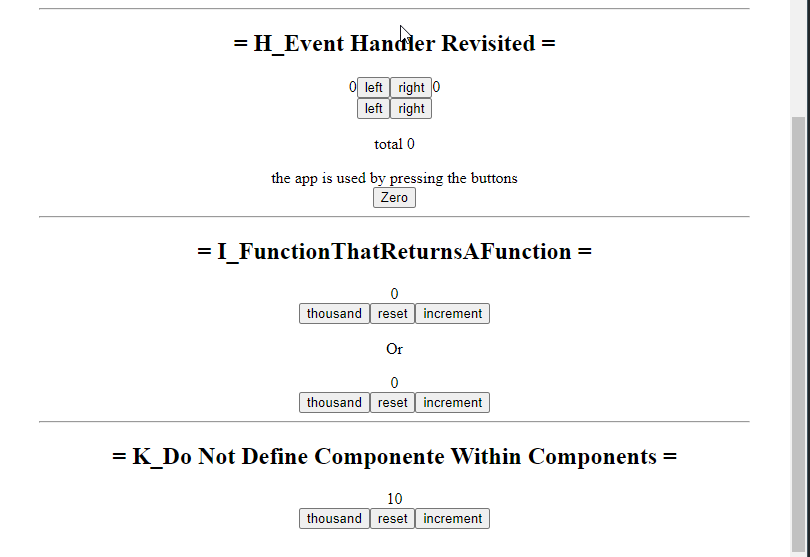 = H_Event Handler Revisited =
0 left right 0
left right
total 0
the app is used by pressing the buttons
Zero
= I_FunctionThatReturnsAFunction =
0
thousand reset increment
Or
0
thousand reset increment
= K_Do Not Define Componente Within Components =
10
thousand reset increment